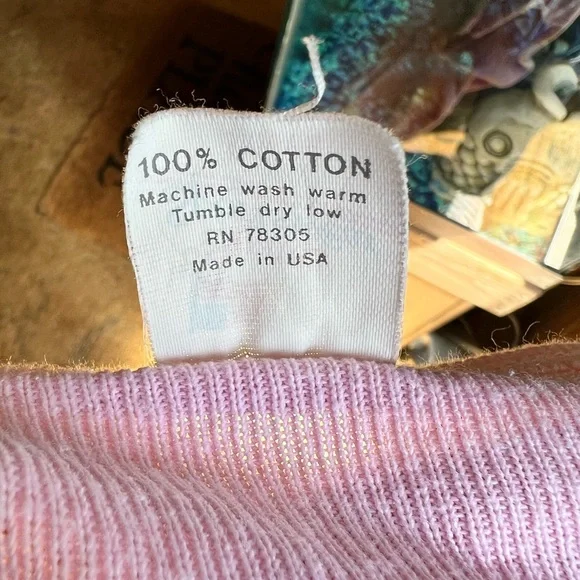 100% COTTON
Machine wash warm
Tumble dry low
RN 78305
Made in USA